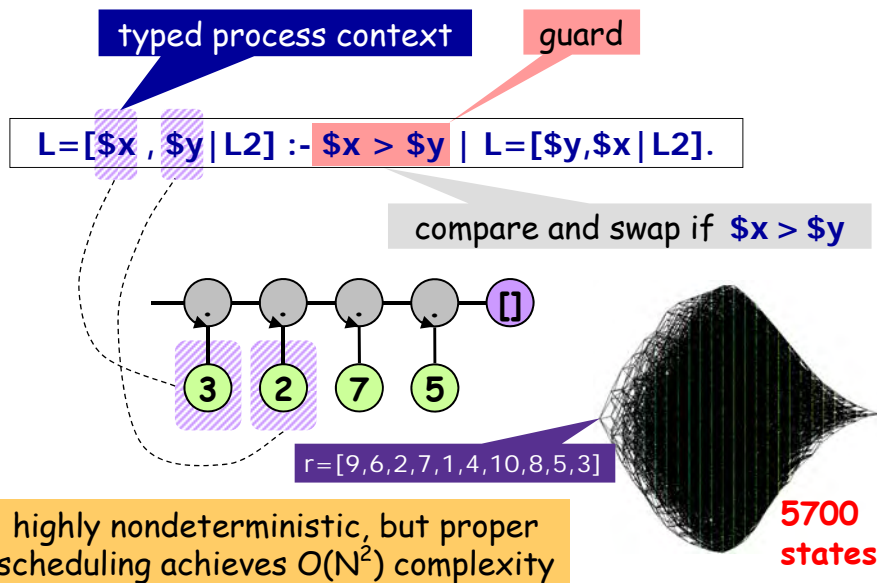 typed process context
guard
L=[$x , $y|L2] :- $x > $y | L=[$y,$x|L2].
compare and swap if $x > $y
. . . . []
3 2 7 5
r=[9,6,2,7,1,4,10,8,5,3]
5700
states
highly nondeterministic, but proper
scheduling achieves O(N²) complexity